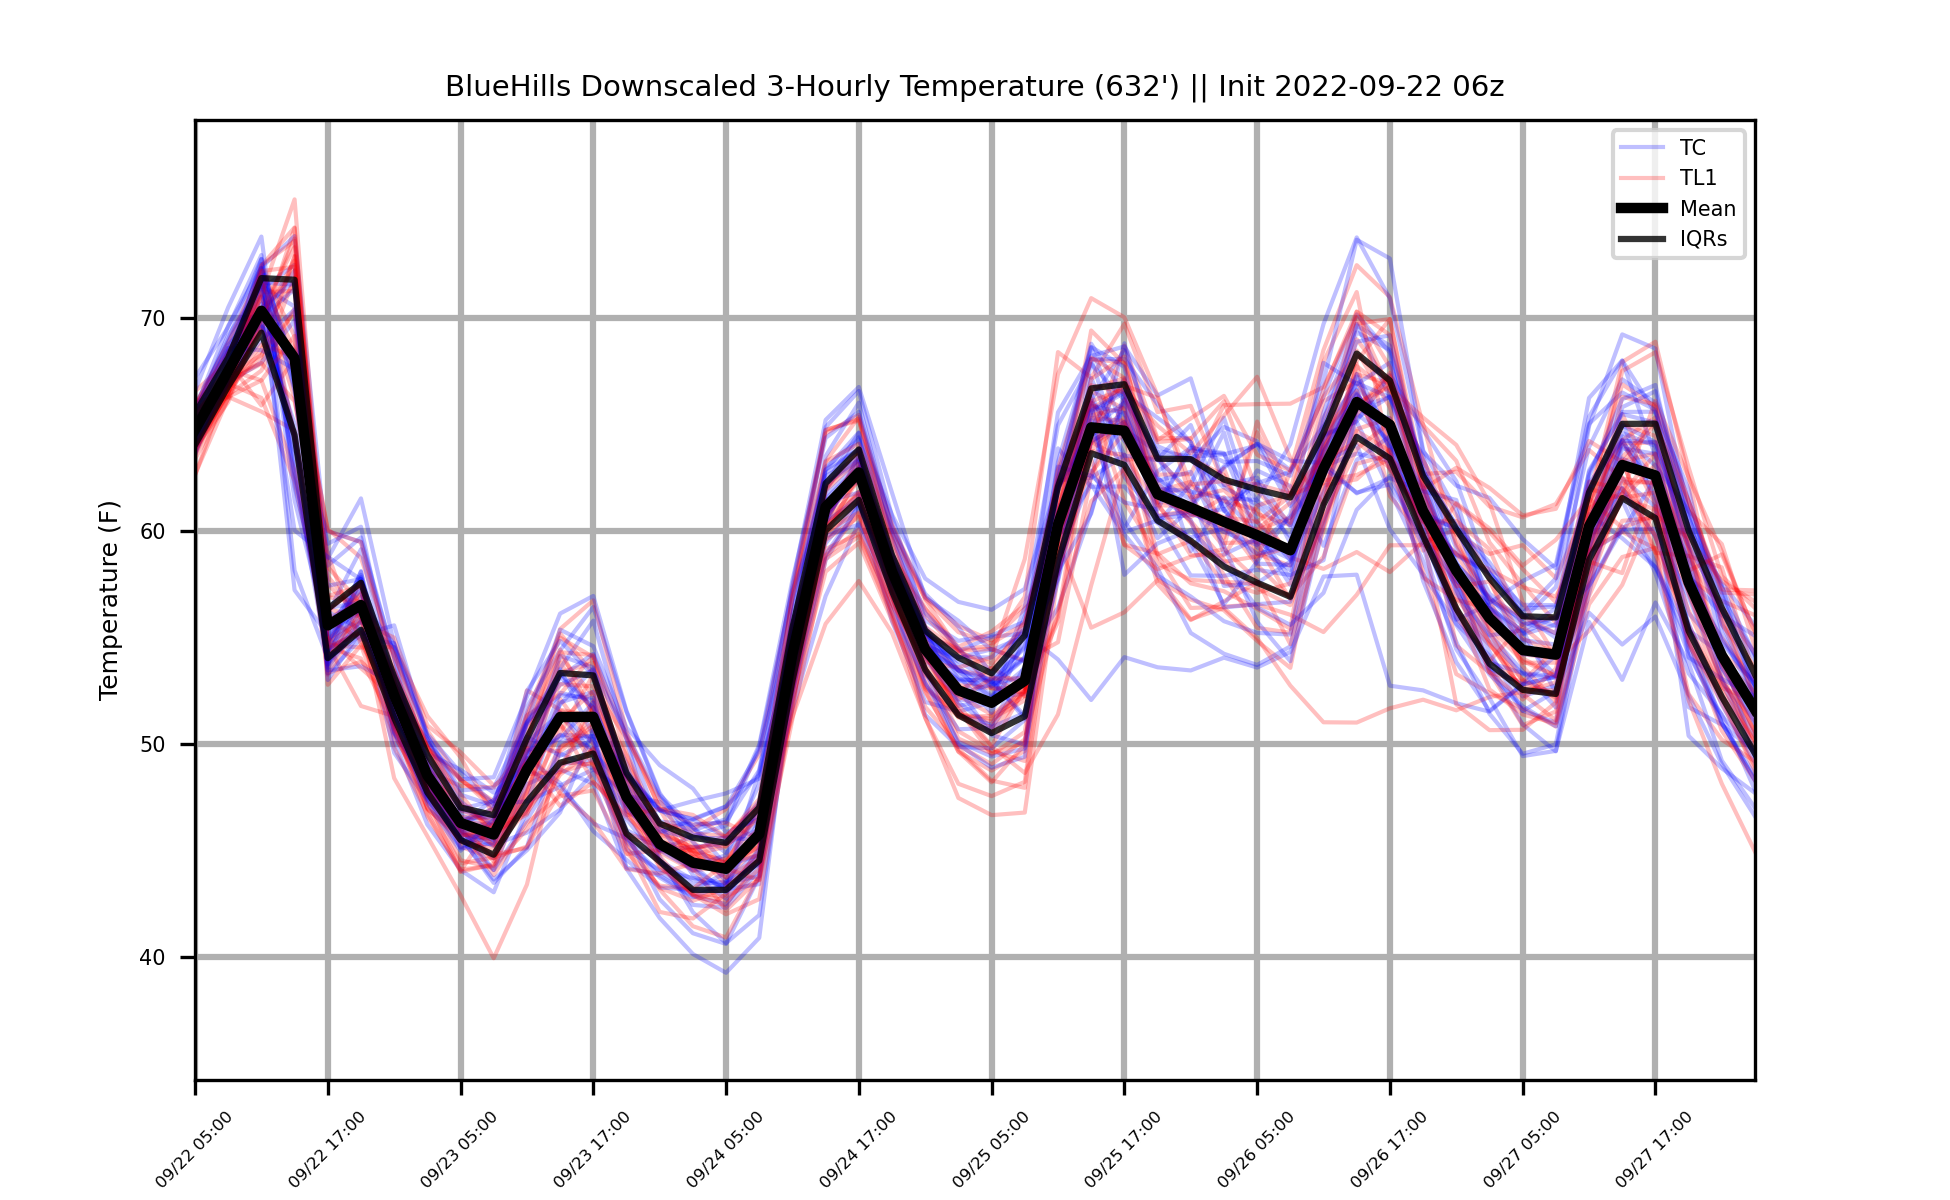 BlueHills Downscaled 3-Hourly Temperature (632') || Init 2022-09-22 06z
TC
TL1
Mean
IQRs
Temperature (F)
70
60
50
40
09/22 05:00
09/22 17:00
09/23 05:00
09/23 17:00
09/24 05:00
09/24 17:00
09/25 05:00
09/25 17:00
09/26 05:00
09/26 17:00
09/27 05:00
09/27 17:00